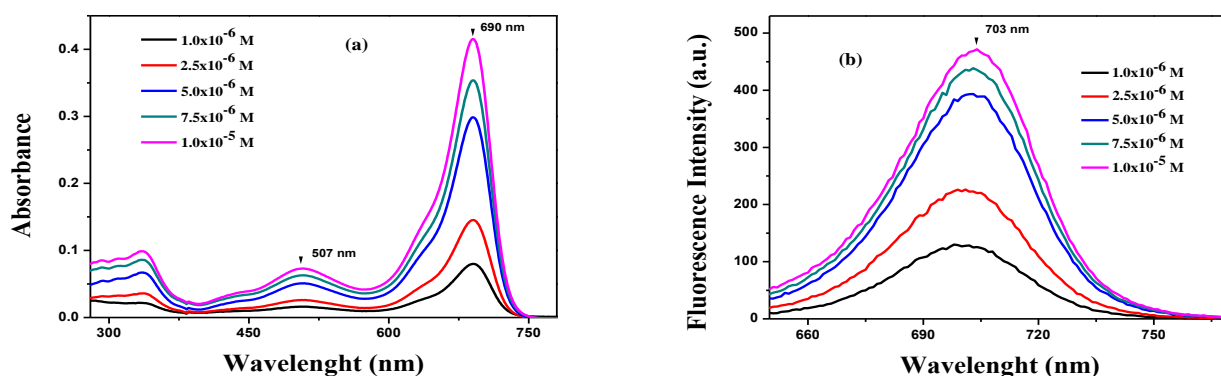 690 nm
(a)
1.0x10⁻⁶ M
2.5x10⁻⁶ M
5.0x10⁻⁶ M
7.5x10⁻⁶ M
1.0x10⁻⁵ M
507 nm
0.4
0.3
0.2
0.1
0.0
Absorbance
300
450
600
750
Wavelenght (nm)
703 nm
(b)
1.0x10⁻⁶ M
2.5x10⁻⁶ M
5.0x10⁻⁶ M
7.5x10⁻⁶ M
1.0x10⁻⁵ M
500
400
300
200
100
0
Fluorescence Intensity (a.u.)
660
690
720
750
Wavelenght (nm)